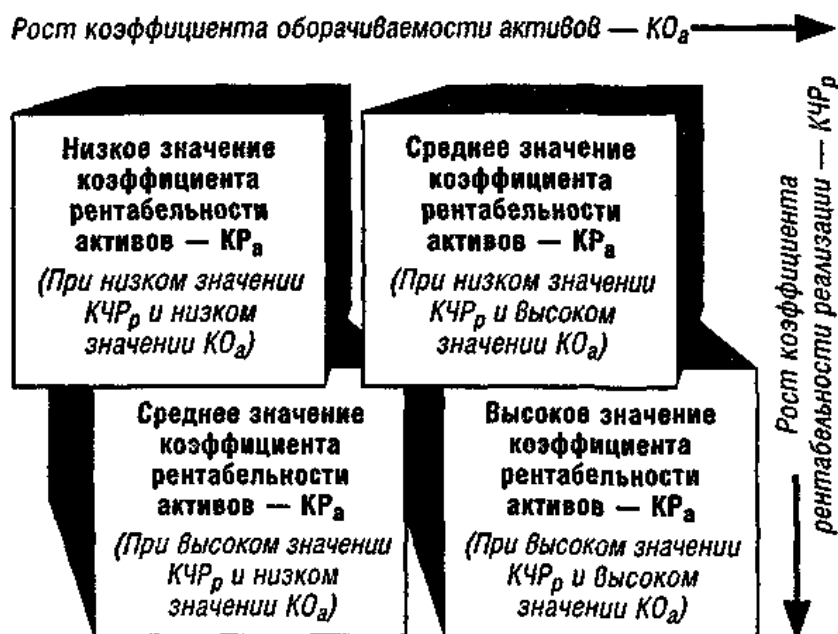 Рост коэффициента оборачиваемости активов — КОа
Низкое значение
коэффициента
рентабельности
активов — КРа
(При низком значении
КЧРр и низком
значении КОа)
Среднее значение
коэффициента
рентабельности
активов — КРа
(При низком значении
КЧРр и высоком
значении КОа)
Среднее значение
коэффициента
рентабельности
активов — КРа
(При высоком значении
КЧРр и низком
значении КОа)
Высокое значение
коэффициента
рентабельности
активов — КРа
(При высоком значении
КЧРр и высоком
значении КОа)
Рост коэффициента
рентабельности реализации — КЧРр